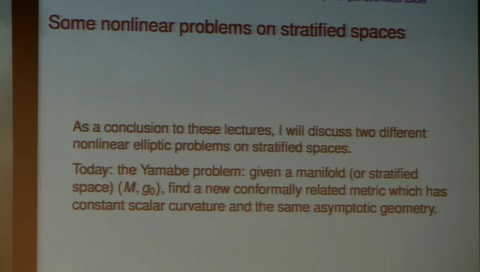 Some nonlinear problems on stratified spaces
As a conclusion to these lectures, I will discuss two different
nonlinear elliptic problems on stratified spaces.
Today: the Yamabe problem: given a manifold (or stratified
space) (M, g₀), find a new conformally related metric which has
constant scalar curvature and the same asymptotic geometry.